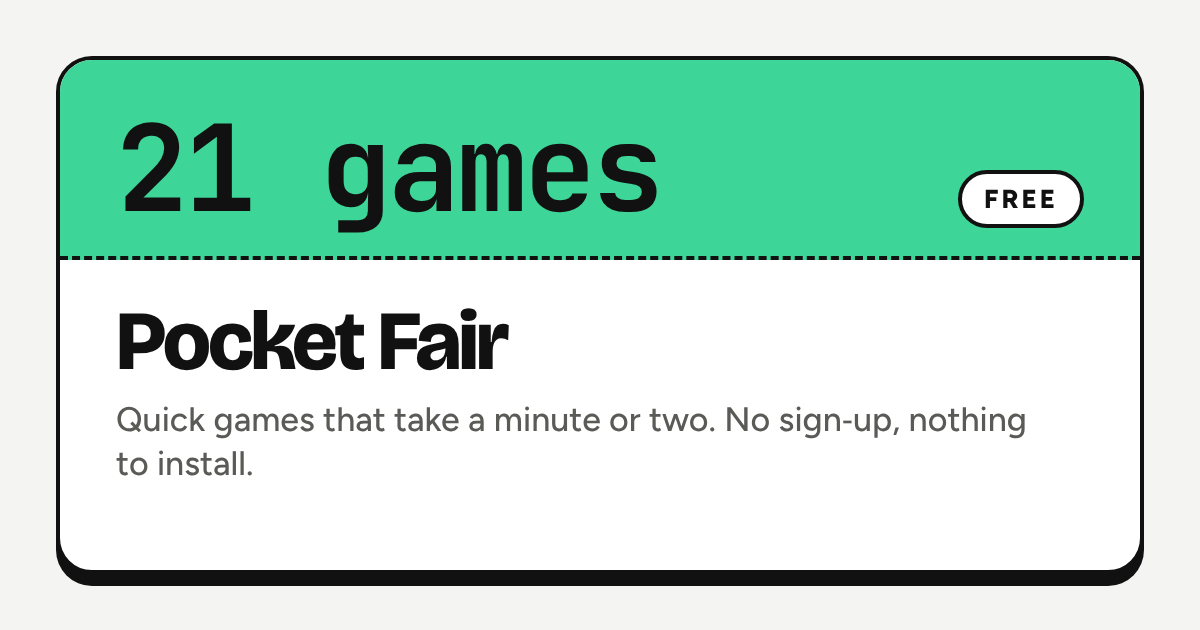 21 games
FREE
Pocket Fair
Quick games that take a minute or two. No sign-up, nothing
to install.